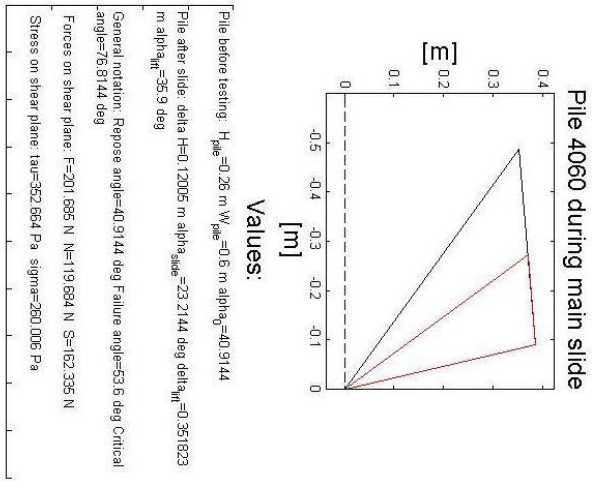 Pile 4060 during main slide
[m]
0.4
0.3
0.2
0.1
0
-0.5
-0.4
-0.3
-0.2
-0.1
0
[m]
Values:
Pile before testing: H_pile=0.26 m W_pile=0.6 m alpha_0=40.9144
Pile after slide: delta H=0.12005 m alpha_slide=23.2144 deg delta_lift=0.351823
m alpha_lift=35.9 deg
General notation: Repose angle=40.9144 deg Failure angle=53.6 deg Critical
angle=76.8144 deg
Forces on shear plane: F=201.685 N N=119.684 N S=162.335 N
Stress on shear plane: tau=352.664 Pa sigma=260.006 Pa